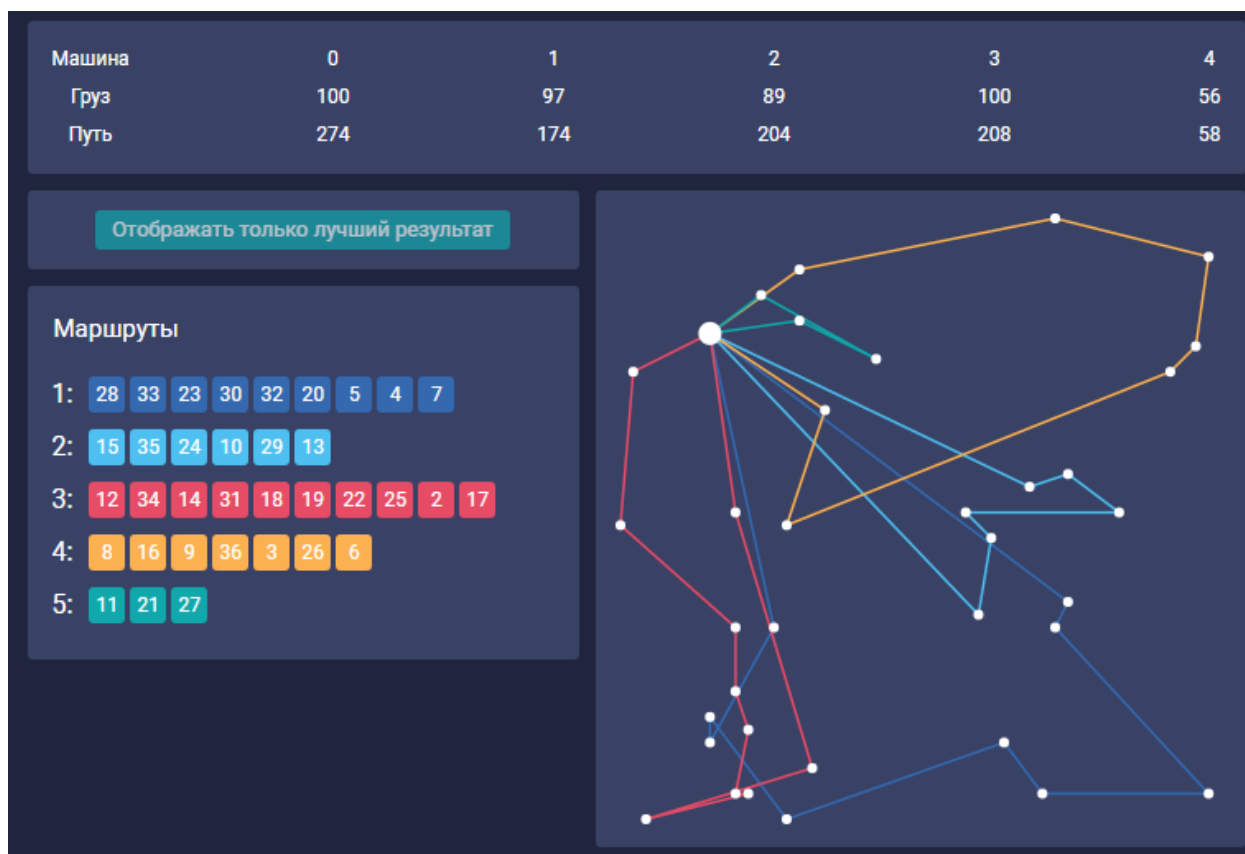 Машина 0 1 2 3 4
Груз 100 97 89 100 56
Путь 274 174 204 208 58
Отображать только лучший результат
Маршруты
1: 28 33 23 30 32 20 5 4 7
2: 15 35 24 10 29 13
3: 12 34 14 31 18 19 22 25 2 17
4: 8 16 9 36 3 26 6
5: 11 21 27